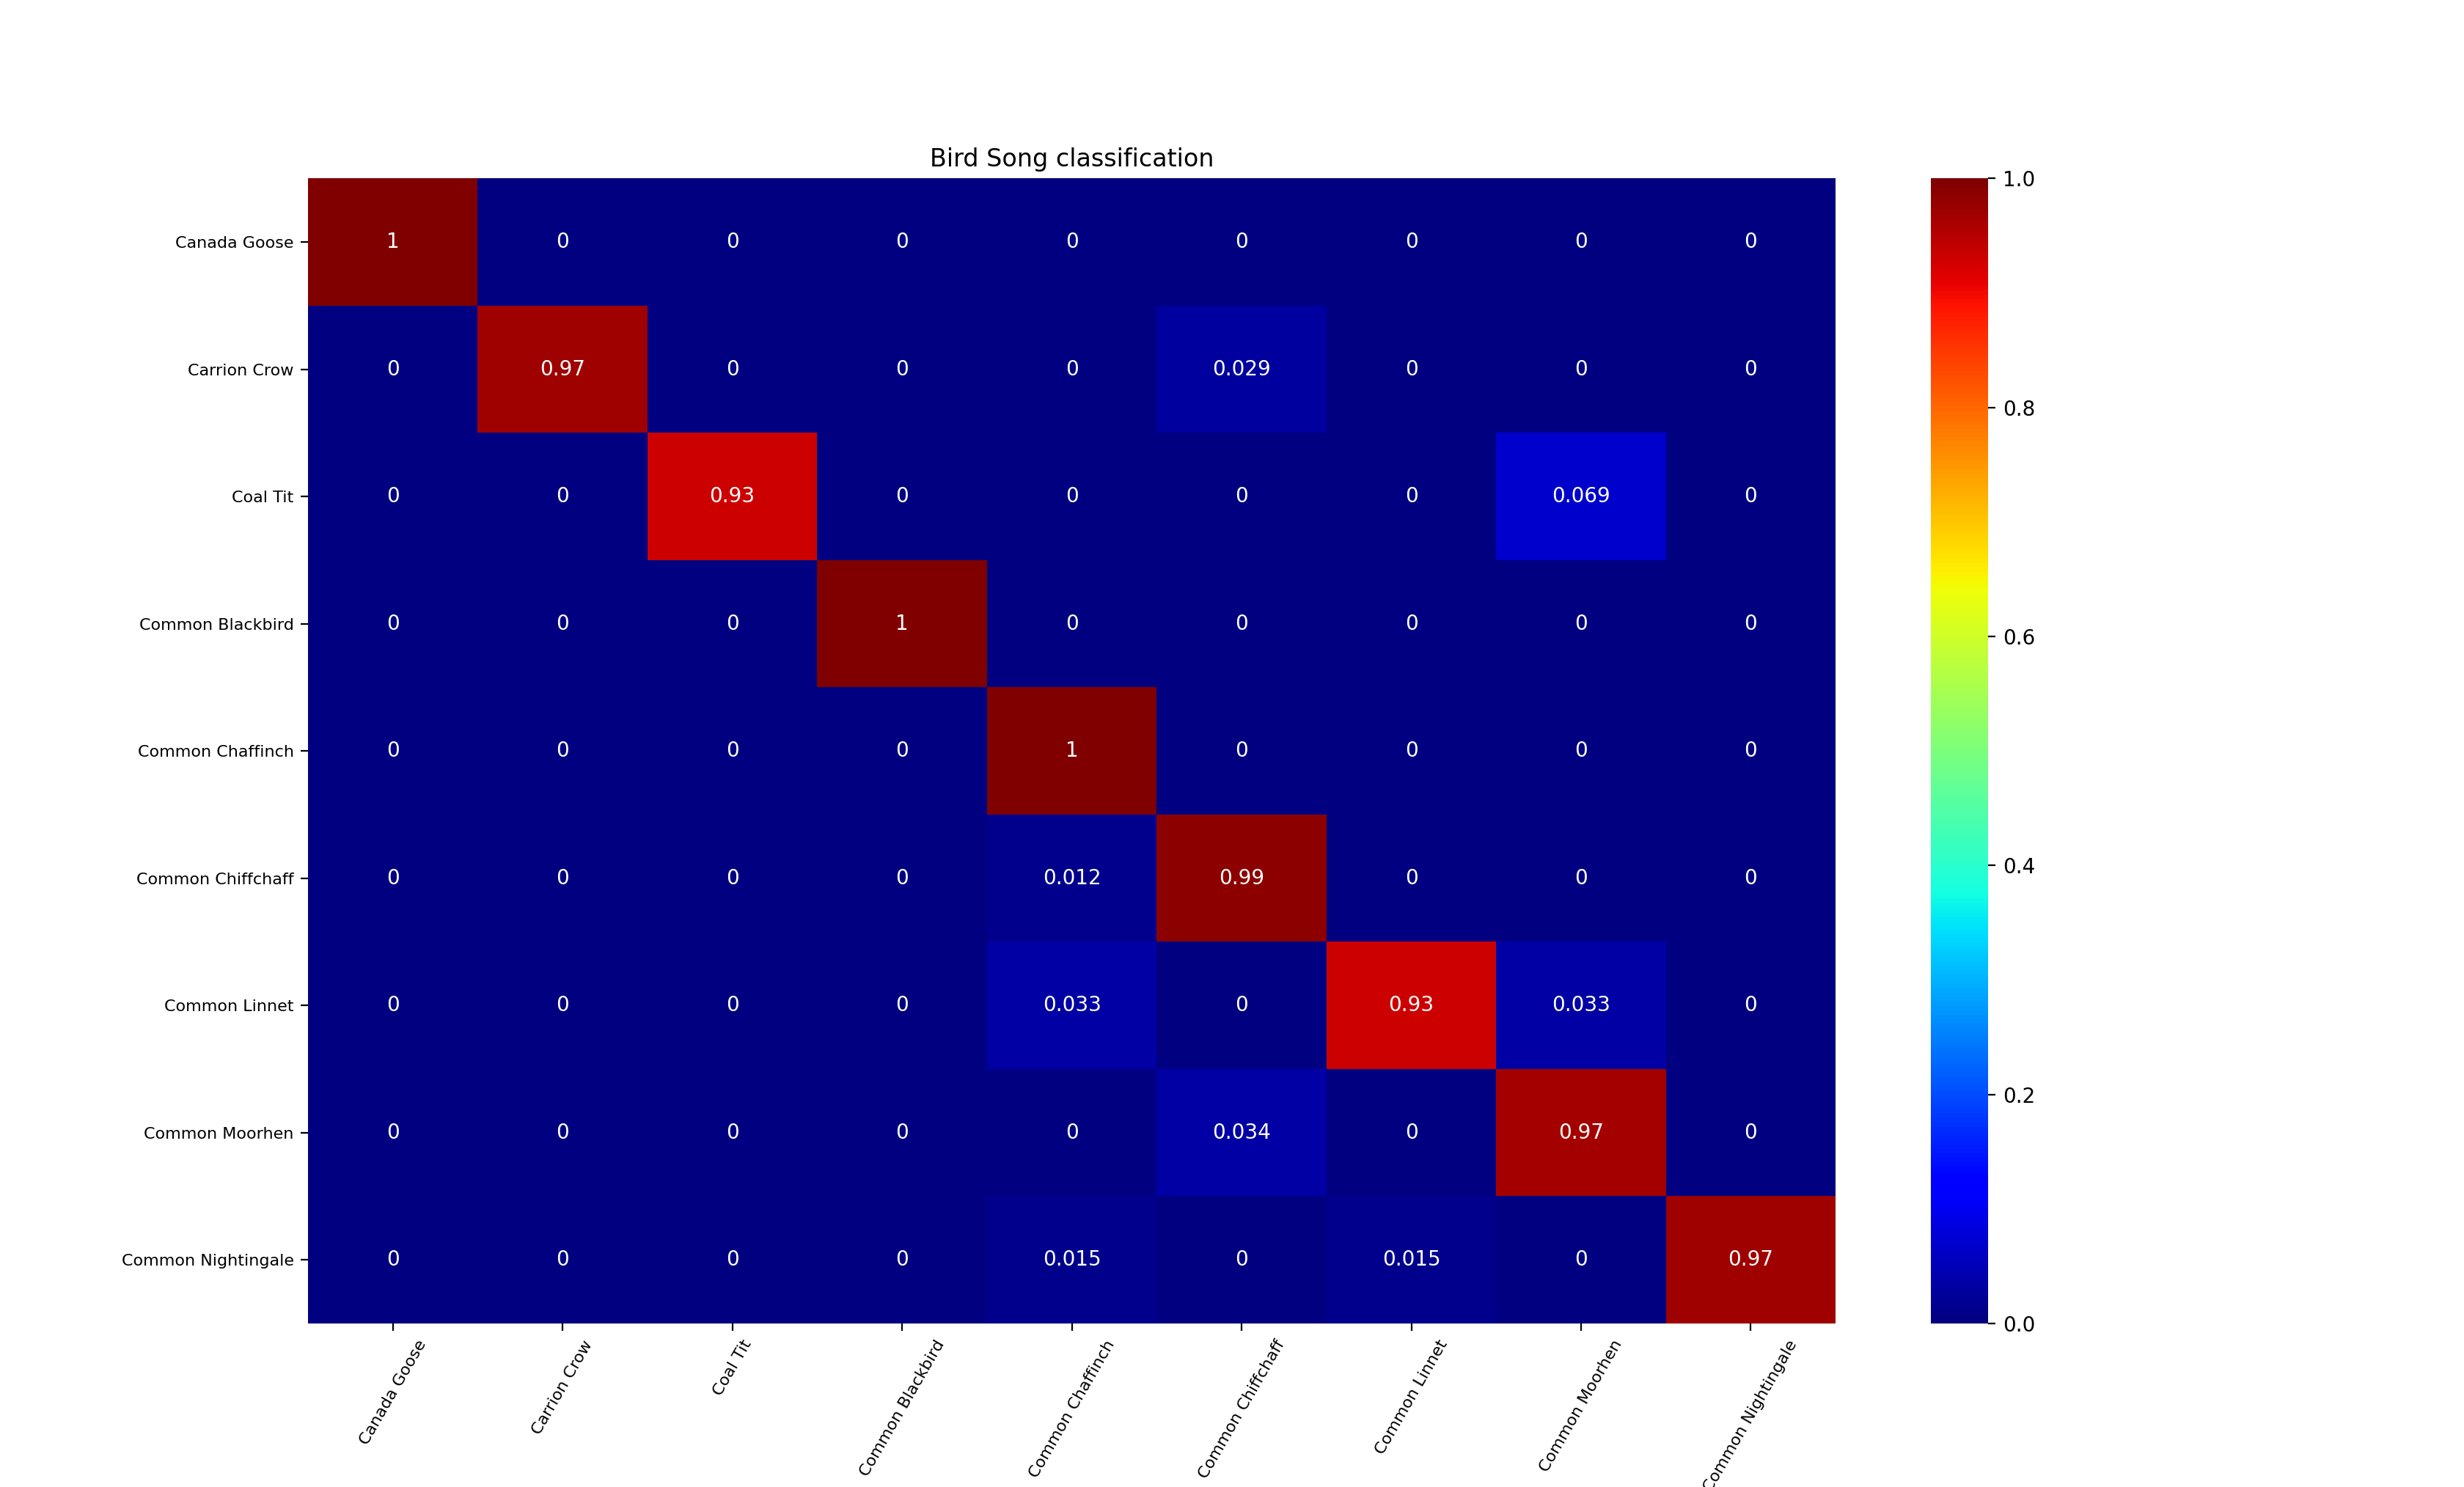 Bird Song classification
Canada Goose 1 0 0 0 0 0 0 0 0
Carrion Crow 0 0.97 0 0 0 0.029 0 0 0
Coal Tit 0 0 0.93 0 0 0 0 0.069 0
Common Blackbird 0 0 0 1 0 0 0 0 0
Common Chaffinch 0 0 0 0 1 0 0 0 0
Common Chiffchaff 0 0 0 0 0.012 0.99 0 0 0
Common Linnet 0 0 0 0 0.033 0 0.93 0.033 0
Common Moorhen 0 0 0 0 0 0.034 0 0.97 0
Common Nightingale 0 0 0 0 0.015 0 0.015 0 0.97
Canada Goose
Carrion Crow
Coal Tit
Common Blackbird
Common Chaffinch
Common Chiffchaff
Common Linnet
Common Moorhen
ommon Nightingale
1.0
0.8
0.6
0.4
0.2
0.0